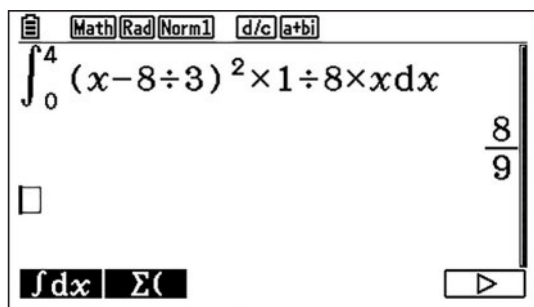 Math Rad Norm1 d/c a+bi
∫₀⁴ (x-8÷3)²×1÷8×xdx
8/9
∫dx Σ( ▷